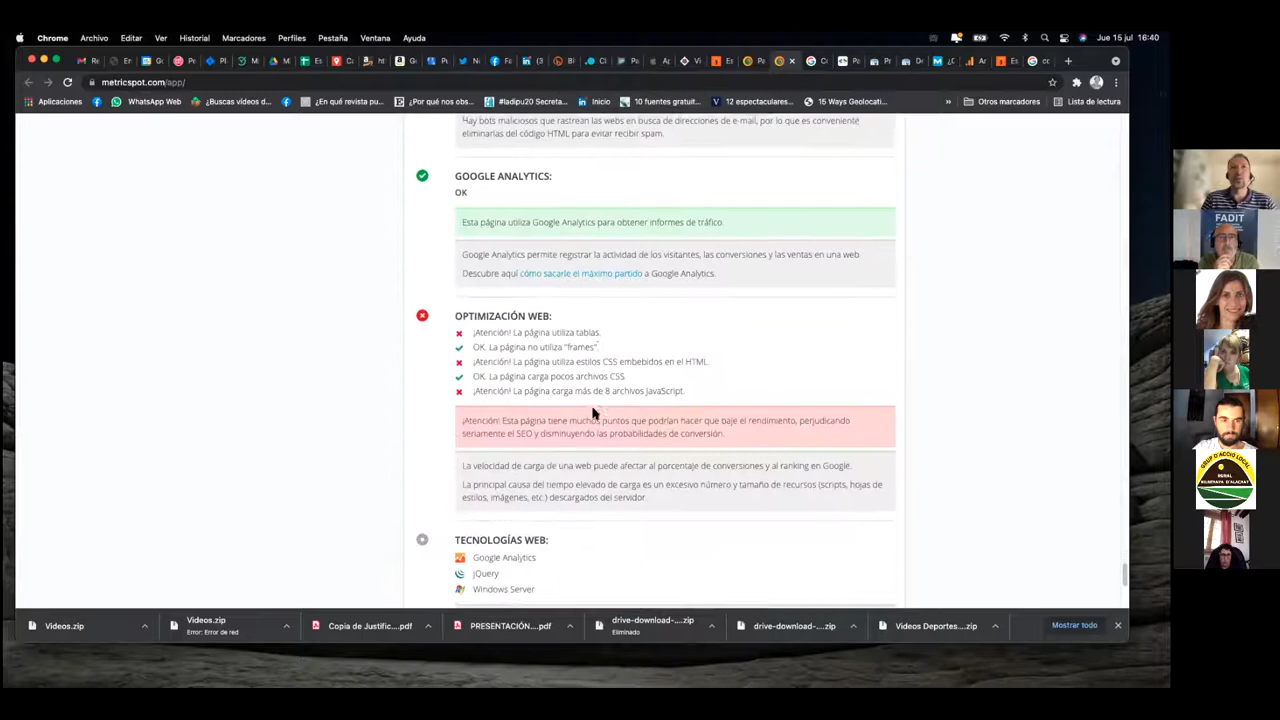 Chrome Archivo Editar Ver Historial Marcadores Perfiles Pestaña Ventana Ayuda Jue 15 jul 16:40
metricspot.com/app/
Aplicaciones WhatsApp Web ¿Buscas vídeos d... ¿En qué revista pu... ¿Por qué nos obs... #ladipu20 Secreta... Inicio 10 fuentes gratuit... 12 espectaculares... 15 Ways Geolocati... » Otros marcadores Lista de lectura
Hay bots maliciosos que rastrean las webs en busca de direcciones de e-mail, por lo que es conveniente
eliminarlas del código HTML para evitar recibir spam.
GOOGLE ANALYTICS:
OK
Esta página utiliza Google Analytics para obtener informes de tráfico.
Google Analytics permite registrar la actividad de los visitantes, las conversiones y las ventas en una web.
Descubre aquí cómo sacarle el máximo partido a Google Analytics.
OPTIMIZACIÓN WEB:
¡Atención! La página utiliza tablas.
OK. La página no utiliza "frames".
¡Atención! La página utiliza estilos CSS embebidos en el HTML.
OK. La página carga pocos archivos CSS.
¡Atención! La página carga más de 8 archivos JavaScript.
¡Atención! Esta página tiene muchos puntos que podrían hacer que baje el rendimiento, perjudicando
seriamente el SEO y disminuyendo las probabilidades de conversión.
La velocidad de carga de una web puede afectar al porcentaje de conversiones y al ranking en Google.
La principal causa del tiempo elevado de carga es un excesivo número y tamaño de recursos (scripts, hojas de
estilos, imágenes, etc.) descargados del servidor.
TECNOLOGÍAS WEB:
Google Analytics
jQuery
Windows Server
Videos.zip
Videos.zip
Error: Error de red
Copia de Justific....pdf
PRESENTACIÓN....pdf
drive-download-....zip
Eliminado
drive-download-....zip
Videos Deportes....zip
Mostrar todo
FADIT
GRUP D'ACCIÓ LOCAL
RURAL